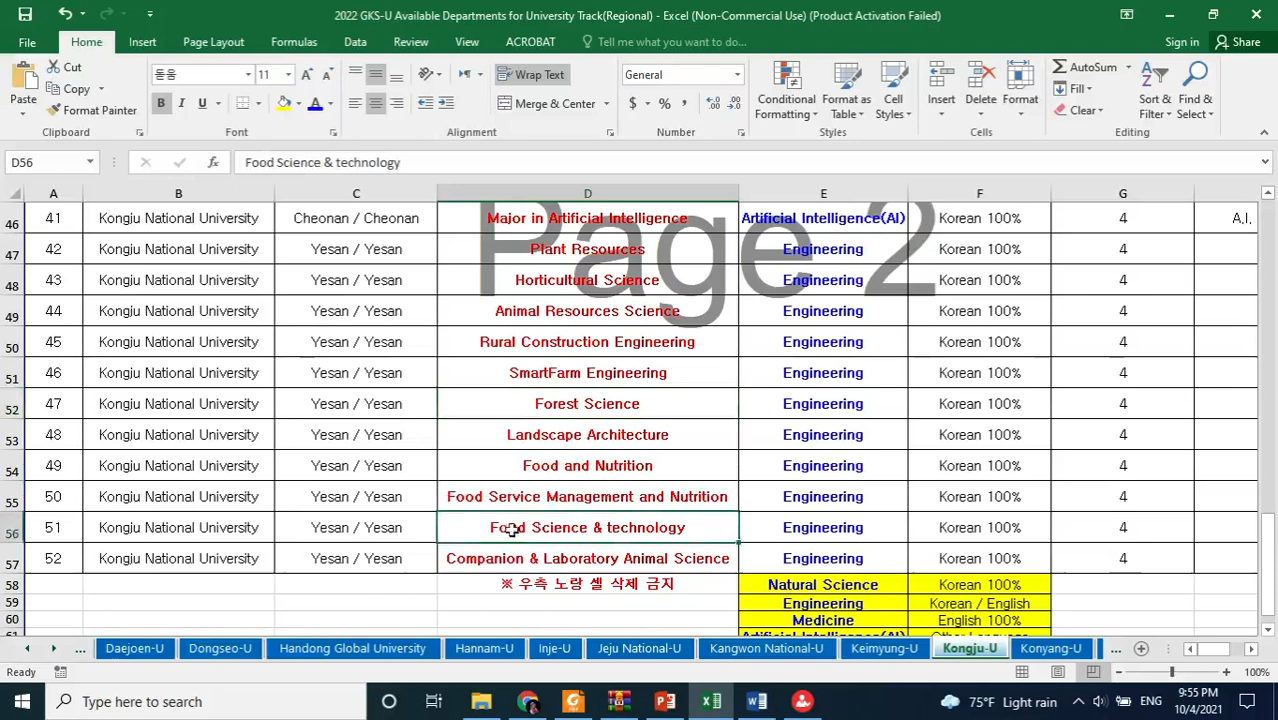 2022 GKS-U Available Departments for University Track(Regional) - Excel (Non-Commercial Use) (Product Activation Failed)
File Home Insert Page Layout Formulas Data Review View ACROBAT Tell me what you want to do... Sign in Share
Paste Cut Copy Format Painter Clipboard
돋움 11 B I U A Font
Wrap Text Merge & Center Alignment
General $ % , Number
Conditional Formatting Format as Table Cell Styles Styles
Insert Delete Format Cells
AutoSum Fill Clear Sort & Filter Find & Select Editing
D56 fx Food Science & technology
A B C D E F G
Page 2
46 41 Kongju National University Cheonan / Cheonan Major in Artificial Intelligence Artificial Intelligence(AI) Korean 100% 4 A.I.
47 42 Kongju National University Yesan / Yesan Plant Resources Engineering Korean 100% 4
48 43 Kongju National University Yesan / Yesan Horticultural Science Engineering Korean 100% 4
49 44 Kongju National University Yesan / Yesan Animal Resources Science Engineering Korean 100% 4
50 45 Kongju National University Yesan / Yesan Rural Construction Engineering Engineering Korean 100% 4
51 46 Kongju National University Yesan / Yesan SmartFarm Engineering Engineering Korean 100% 4
52 47 Kongju National University Yesan / Yesan Forest Science Engineering Korean 100% 4
53 48 Kongju National University Yesan / Yesan Landscape Architecture Engineering Korean 100% 4
54 49 Kongju National University Yesan / Yesan Food and Nutrition Engineering Korean 100% 4
55 50 Kongju National University Yesan / Yesan Food Service Management and Nutrition Engineering Korean 100% 4
56 51 Kongju National University Yesan / Yesan Food Science & technology Engineering Korean 100% 4
57 52 Kongju National University Yesan / Yesan Companion & Laboratory Animal Science Engineering Korean 100% 4
58 ※ 우측 노랑 셀 삭제 금지 Natural Science Korean 100%
59 Engineering Korean / English
60 Medicine English 100%
61 Artificial Intelligence(AI) Other Language
... Daejoen-U Dongseo-U Handong Global University Hannam-U Inje-U Jeju National-U Kangwon National-U Keimyung-U Kongju-U Konyang-U ...
Ready 100%
Type here to search 75°F Light rain ENG 9:55 PM
10/4/2021